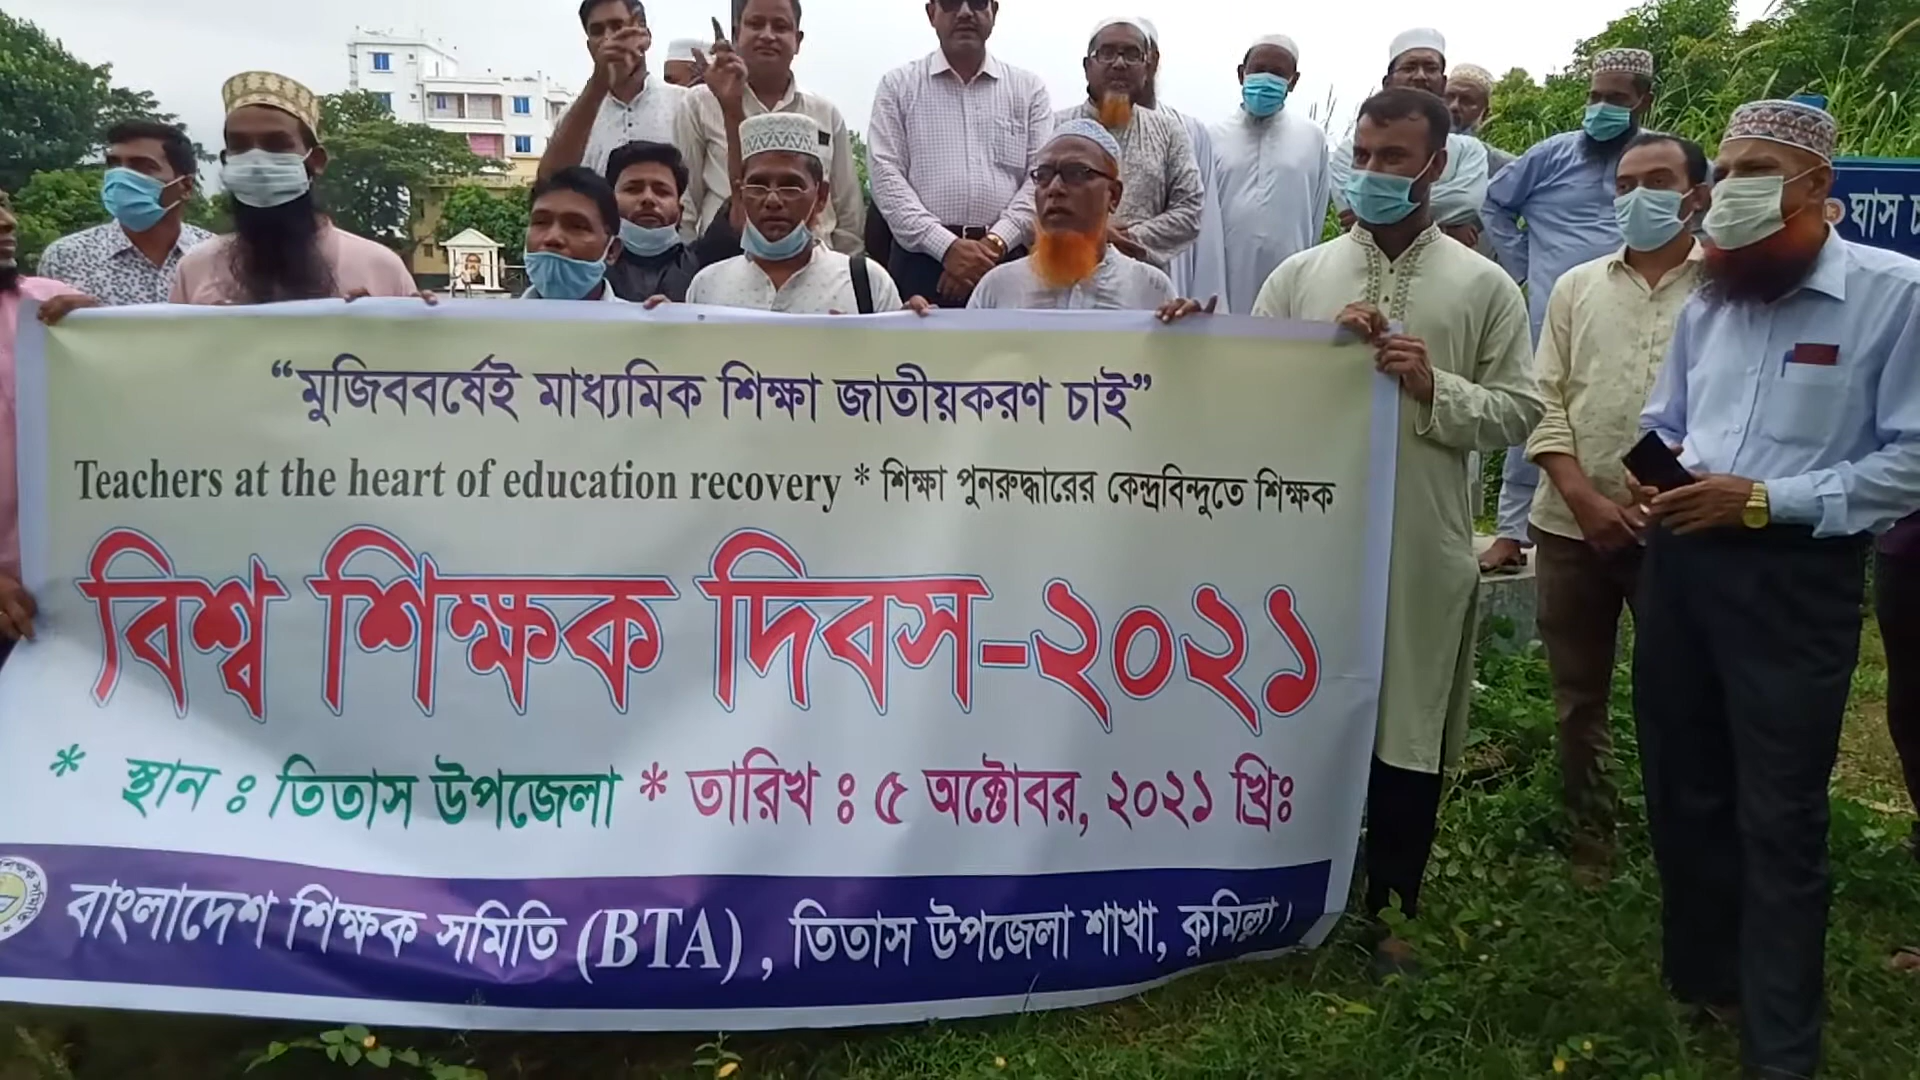 “মুজিববর্ষেই মাধ্যমিক শিক্ষা জাতীয়করণ চাই”
Teachers at the heart of education recovery * শিক্ষা পুনরুদ্ধারের কেন্দ্রবিন্দুতে শিক্ষক
বিশ্ব শিক্ষক দিবস-২০২১
* স্থান ঃ তিতাস উপজেলা * তারিখ ঃ ৫ অক্টোবর, ২০২১ খ্রিঃ
বাংলাদেশ শিক্ষক সমিতি (BTA) , তিতাস উপজেলা শাখা, কুমিল্লা।
ঘাস